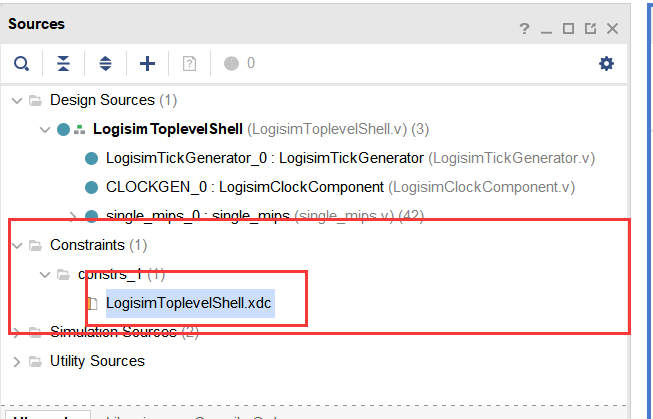 Sources
? _ 
0
Design Sources (1)
LogisimToplevelShell (LogisimToplevelShell.v) (3)
LogisimTickGenerator_0 : LogisimTickGenerator (LogisimTickGenerator.v)
CLOCKGEN_0 : LogisimClockComponent (LogisimClockComponent.v)
single_mips_0 : single_mips (single_mips.v) (42)
Constraints (1)
constrs_1 (1)
LogisimToplevelShell.xdc
Simulation Sources (2)
Utility Sources